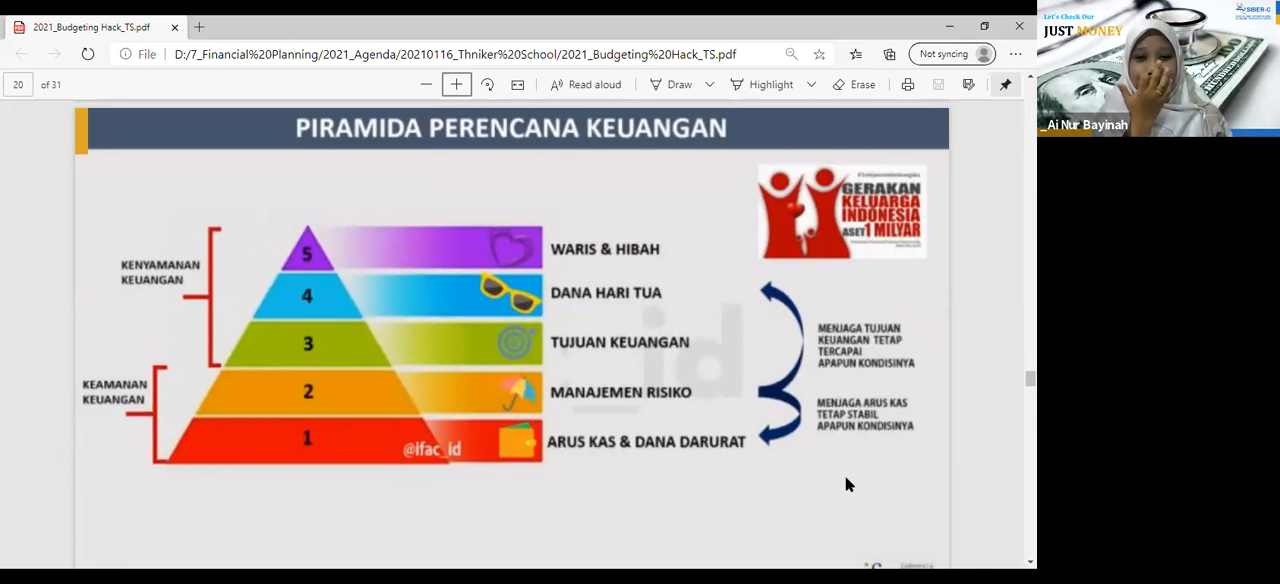 2021_Budgeting Hack_TS.pdf
File
D:/7_Financial%20Planning/2021_Agenda/20210116_Thniker%20School/2021_Budgeting%20Hack_TS.pdf
Not syncing
20 of 31
Read aloud
Draw
Highlight
Erase
PIRAMIDA PERENCANA KEUANGAN
GERAKAN
KELUARGA
INDONESIA
ASET 1 MILYAR
KENYAMANAN
KEUANGAN
KEAMANAN
KEUANGAN
5
WARIS & HIBAH
4
DANA HARI TUA
3
TUJUAN KEUANGAN
2
MANAJEMEN RISIKO
1
ARUS KAS & DANA DARURAT
@ifac_id
_id
MENJAGA TUJUAN
KEUANGAN TETAP
TERCAPAI
APAPUN KONDISINYA
MENJAGA ARUS KAS
TETAP STABIL
APAPUN KONDISINYA
Let's Check Our
JUST MONEY
SIBER-C
_Ai Nur Bayinah